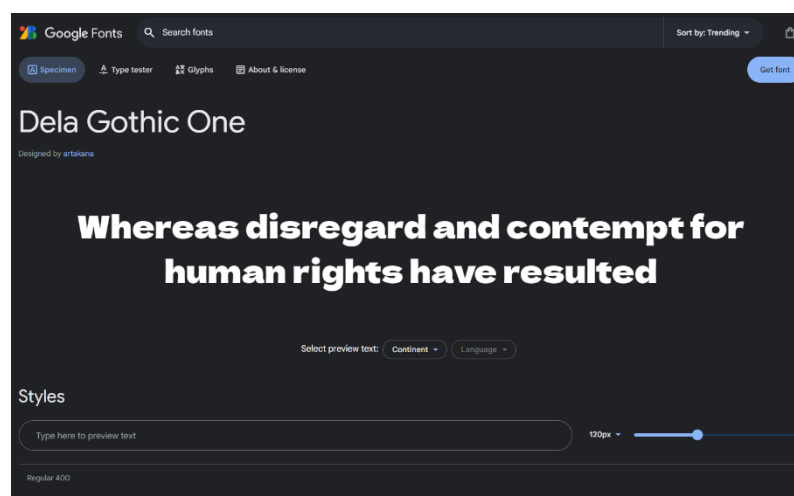 Google Fonts Search fonts Sort by: Trending
Specimen Type tester Glyphs About & license Get font
Dela Gothic One
Designed by artakana
Whereas disregard and contempt for
human rights have resulted
Select preview text: Continent Language
Styles
Type here to preview text 120px
Regular 400